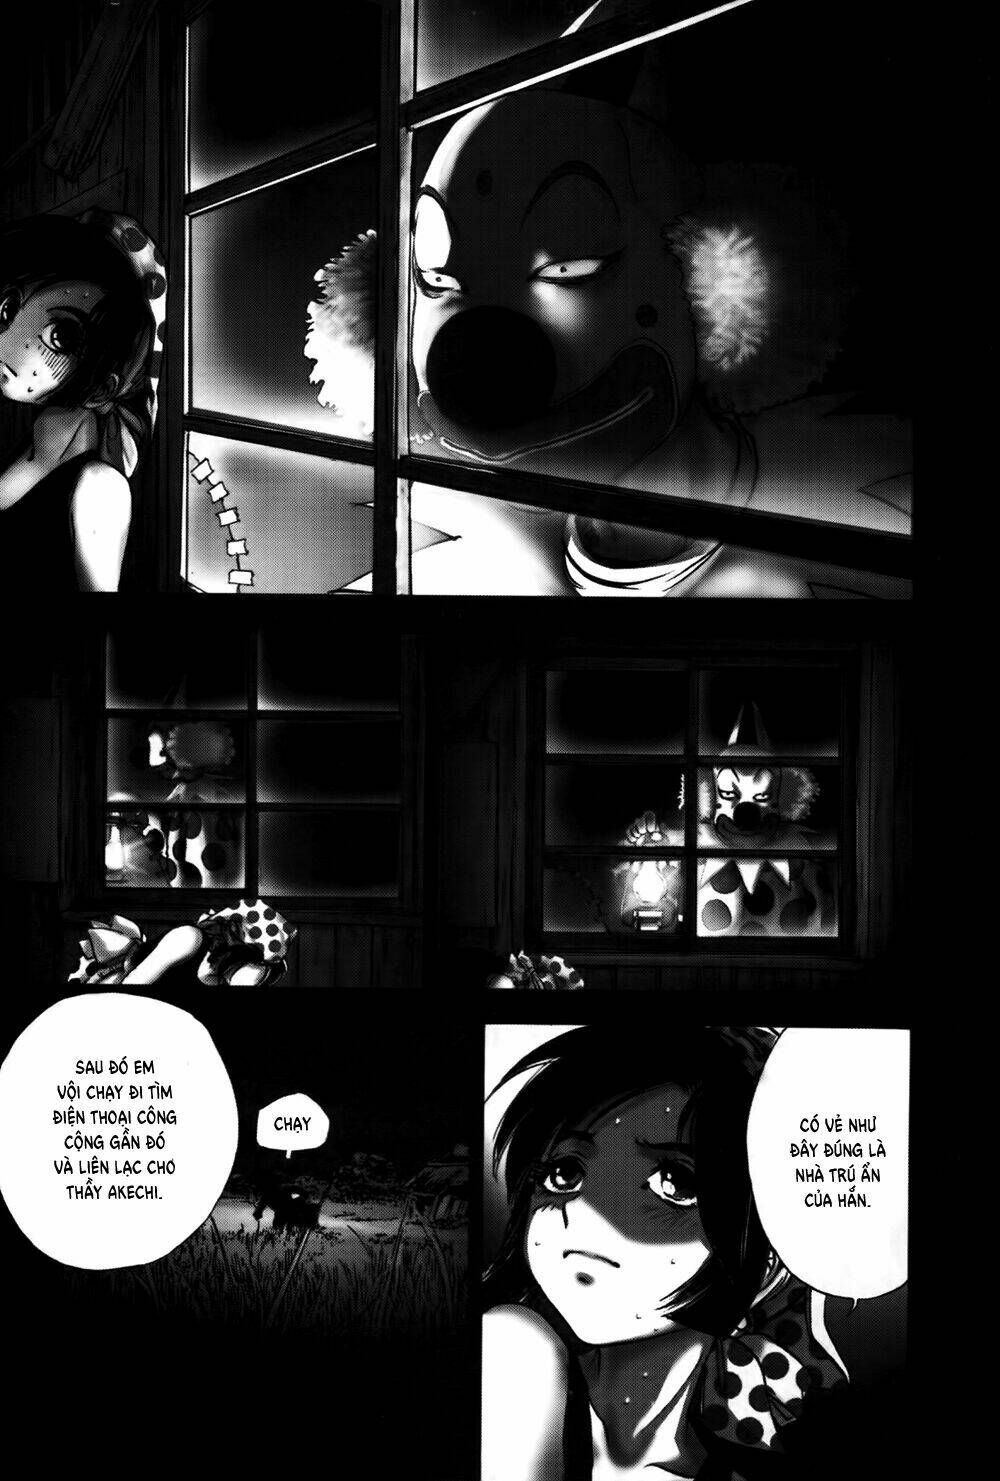 CÓ VẺ NHƯ
ĐÂY ĐÚNG LÀ
NHÀ TRÚ ẨN
CỦA HẮN.
CHẠY
SAU ĐÓ EM
VỘI CHẠY ĐI TÌM
ĐIỆN THOẠI CÔNG
CỘNG GẦN ĐÓ
VÀ LIÊN LẠC CHO
THẦY AKECHI.